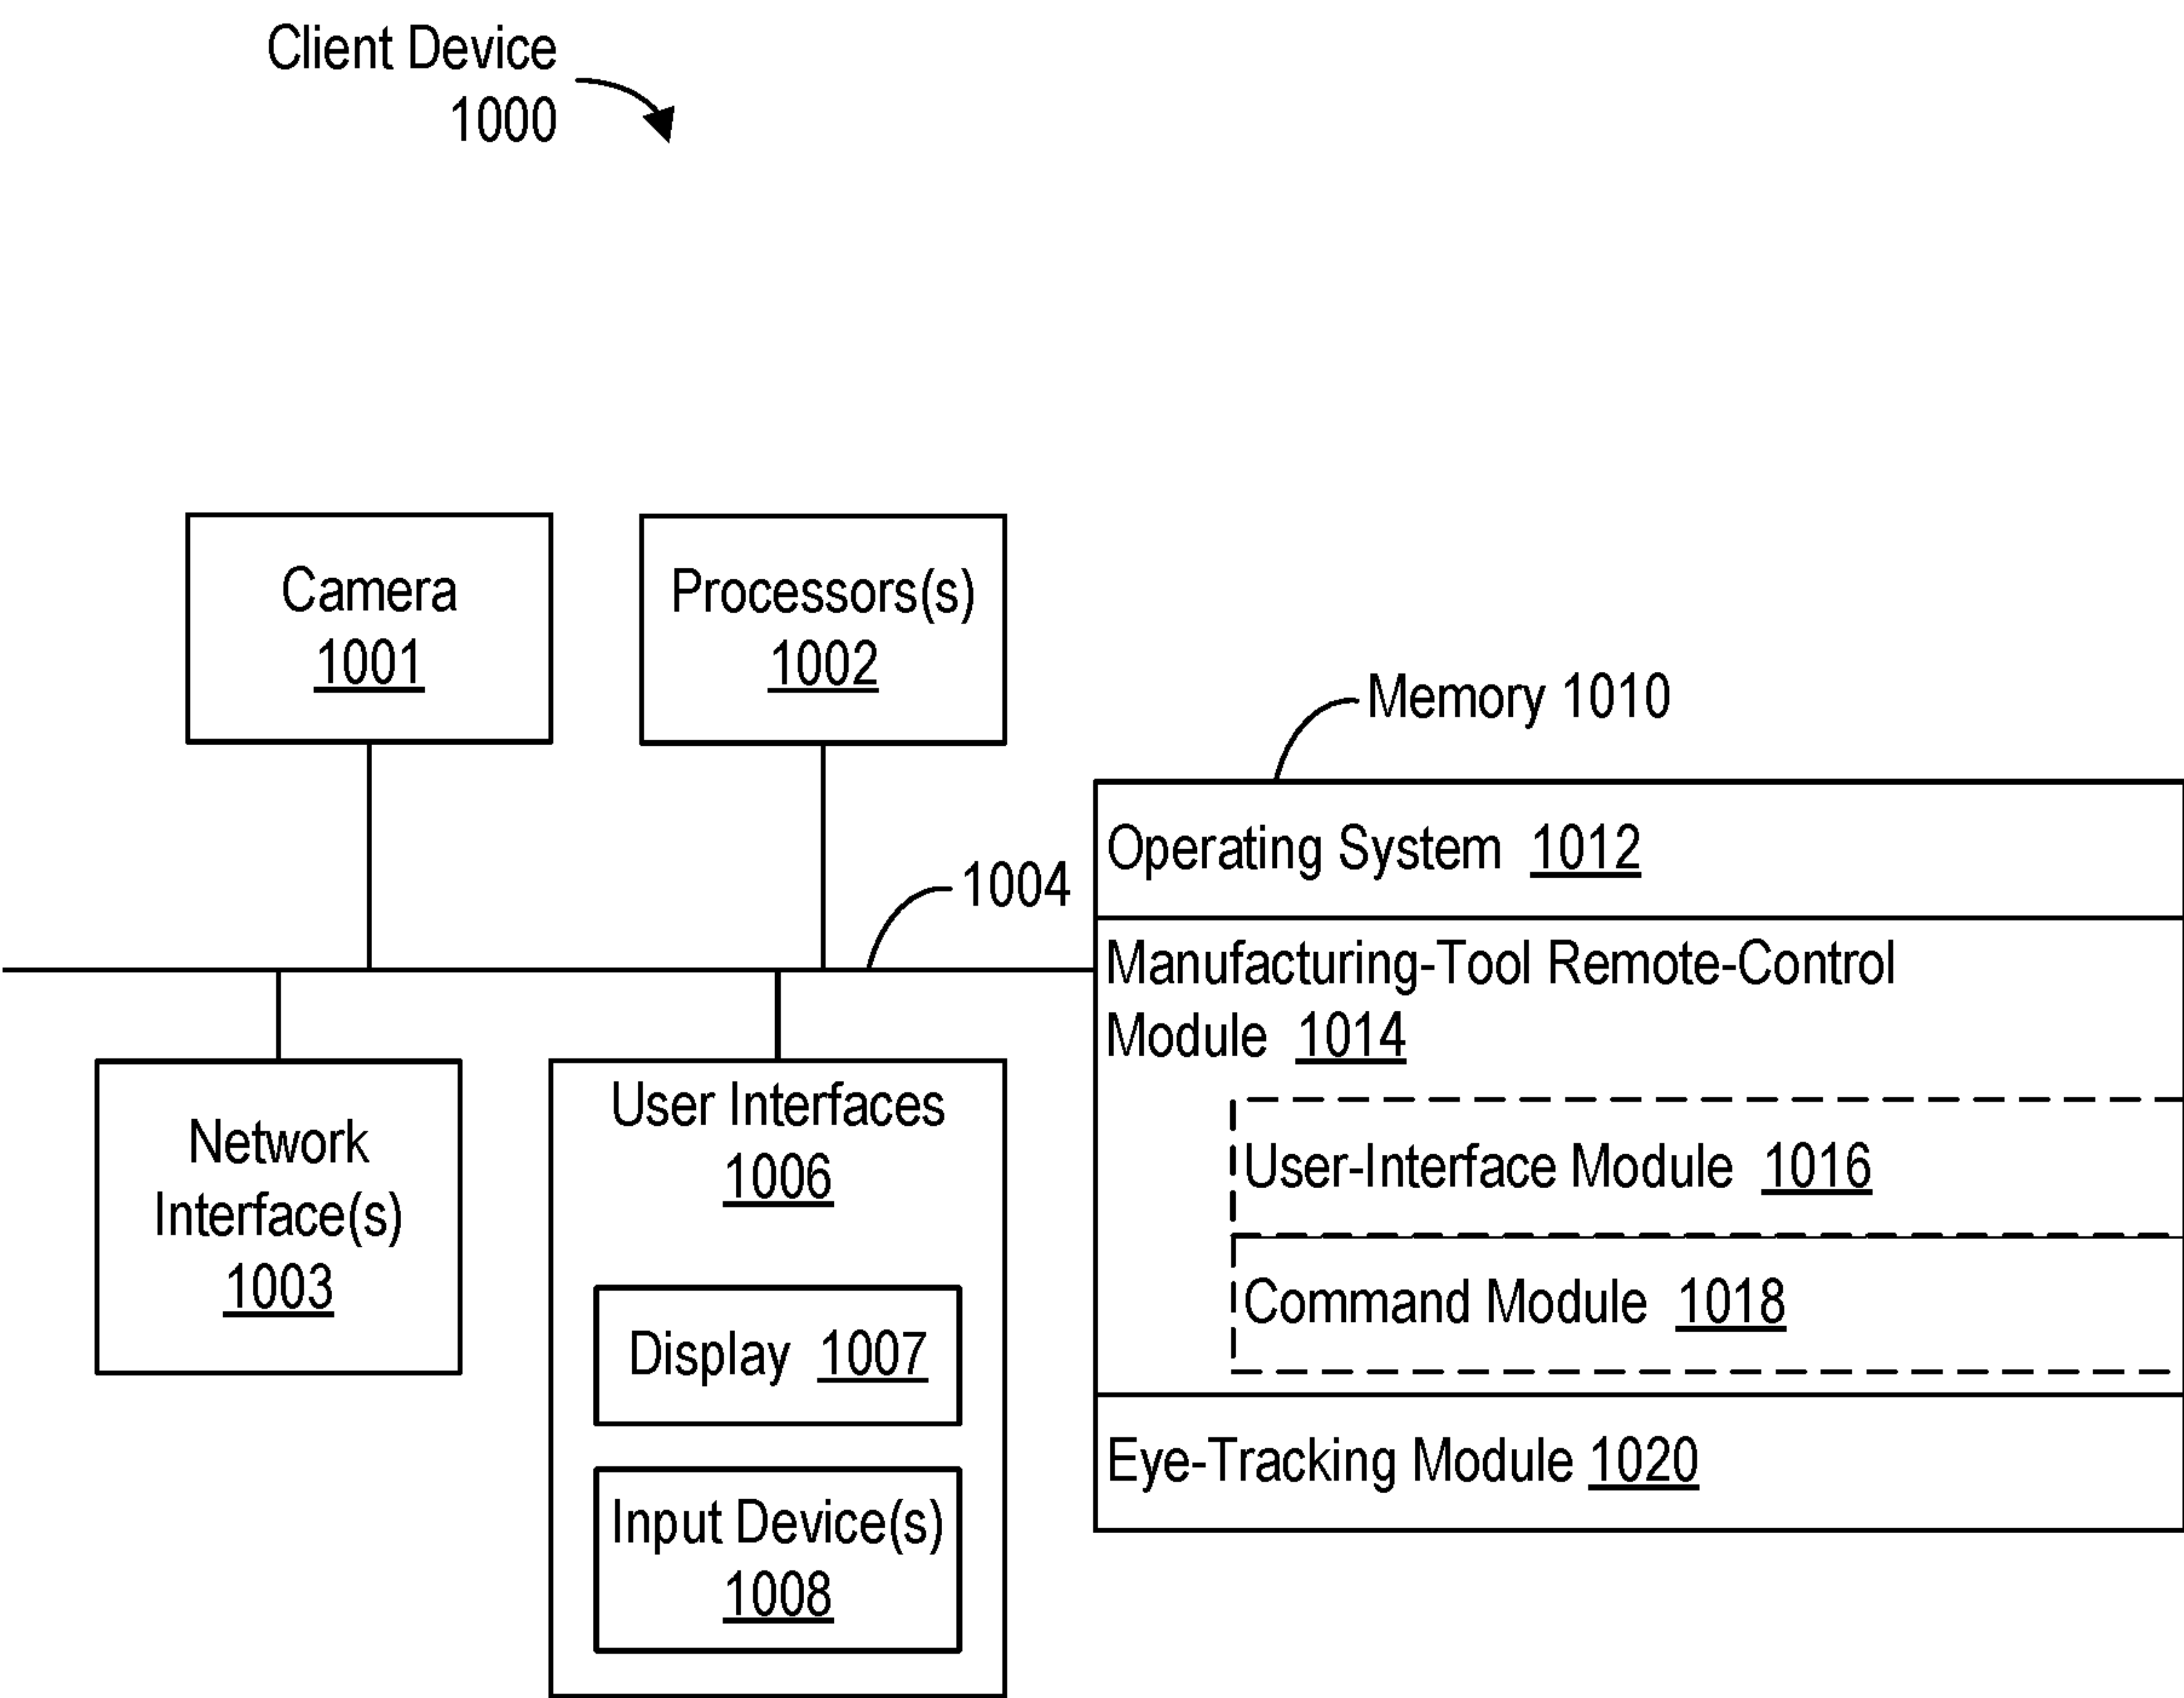 Client Device
1000
Camera
1001
Processors(s)
1002
Memory 1010
Operating System 1012
1004
Manufacturing-Tool Remote-Control
Module 1014
User-Interface Module 1016
Command Module 1018
Eye-Tracking Module 1020
Network
Interface(s)
1003
User Interfaces
1006
Display 1007
Input Device(s)
1008